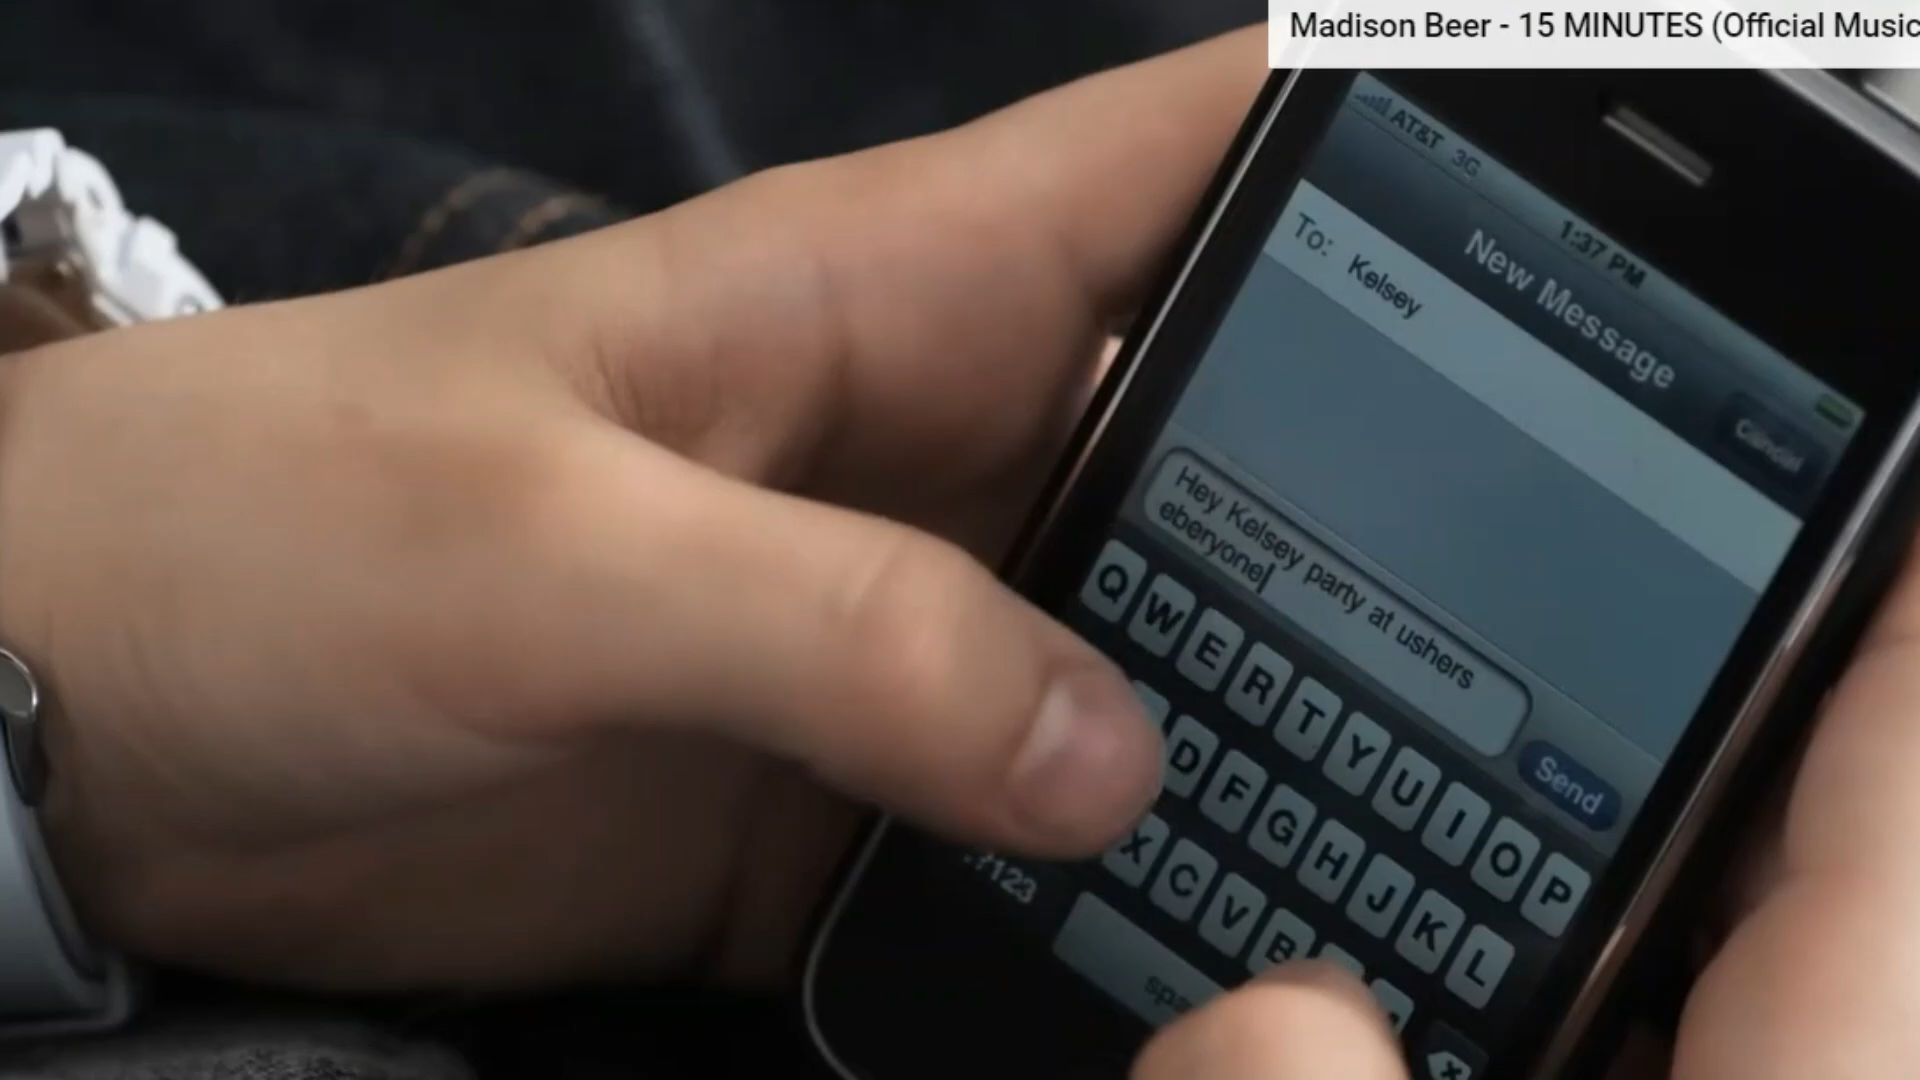 Madison Beer - 15 MINUTES (Official Music
AT&T 3G
1:37 PM
New Message
Cancel
To: Kelsey
Hey Kelsey party at ushers
eberyone
Send
Q W E R T Y U I O P
D F G H J K L
X C V B
.?123
spa